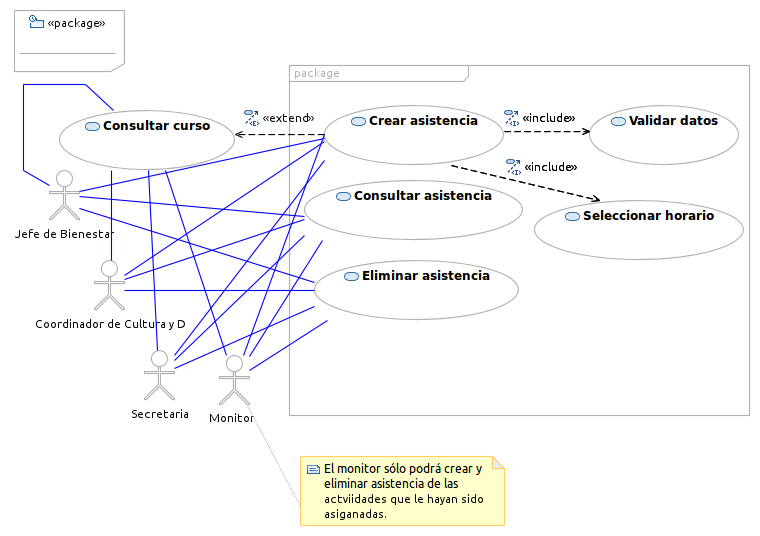 «package»
package
Consultar curso
«extend»
Crear asistencia
«include»
Validar datos
«include»
Consultar asistencia
Seleccionar horario
Jefe de Bienestar
Eliminar asistencia
Coordinador de Cultura y D
Secretaria
Monitor
El monitor sólo podrá crear y
eliminar asistencia de las
actviidades que le hayan sido
asiganadas.